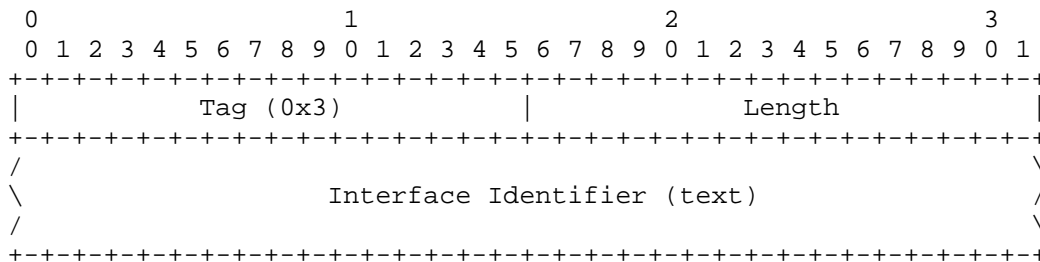 0                   1                   2                   3
 0 1 2 3 4 5 6 7 8 9 0 1 2 3 4 5 6 7 8 9 0 1 2 3 4 5 6 7 8 9 0 1
+-+-+-+-+-+-+-+-+-+-+-+-+-+-+-+-+-+-+-+-+-+-+-+-+-+-+-+-+-+-+-+-+
|           Tag (0x3)           |             Length            |
+-+-+-+-+-+-+-+-+-+-+-+-+-+-+-+-+-+-+-+-+-+-+-+-+-+-+-+-+-+-+-+-+
/                                                               \
\                   Interface Identifier (text)                 /
/                                                               \
+-+-+-+-+-+-+-+-+-+-+-+-+-+-+-+-+-+-+-+-+-+-+-+-+-+-+-+-+-+-+-+-+